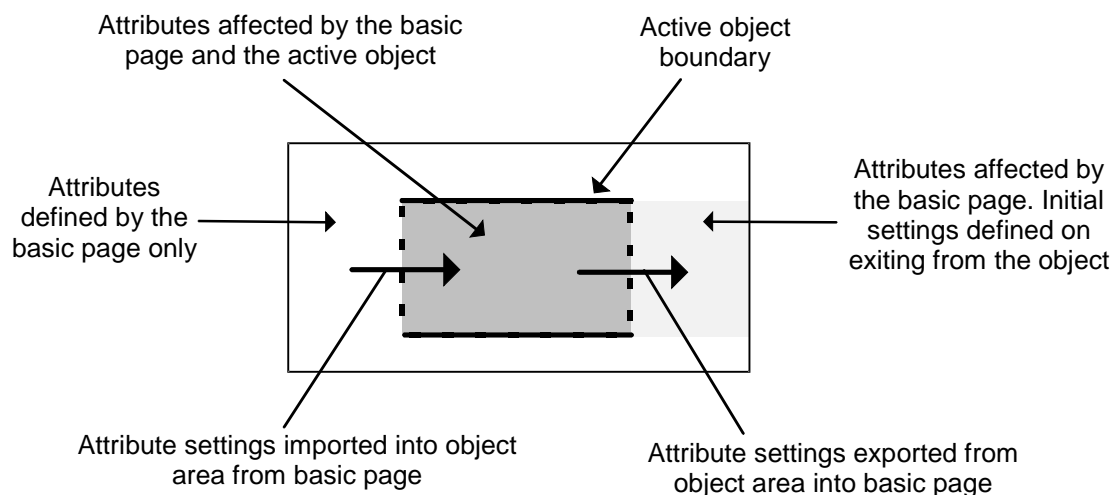 Attributes affected by the basic
page and the active object
Active object
boundary
Attributes
defined by the
basic page only
Attributes affected by
the basic page. Initial
settings defined on
exiting from the object
Attribute settings imported into object
area from basic page
Attribute settings exported from
object area into basic page